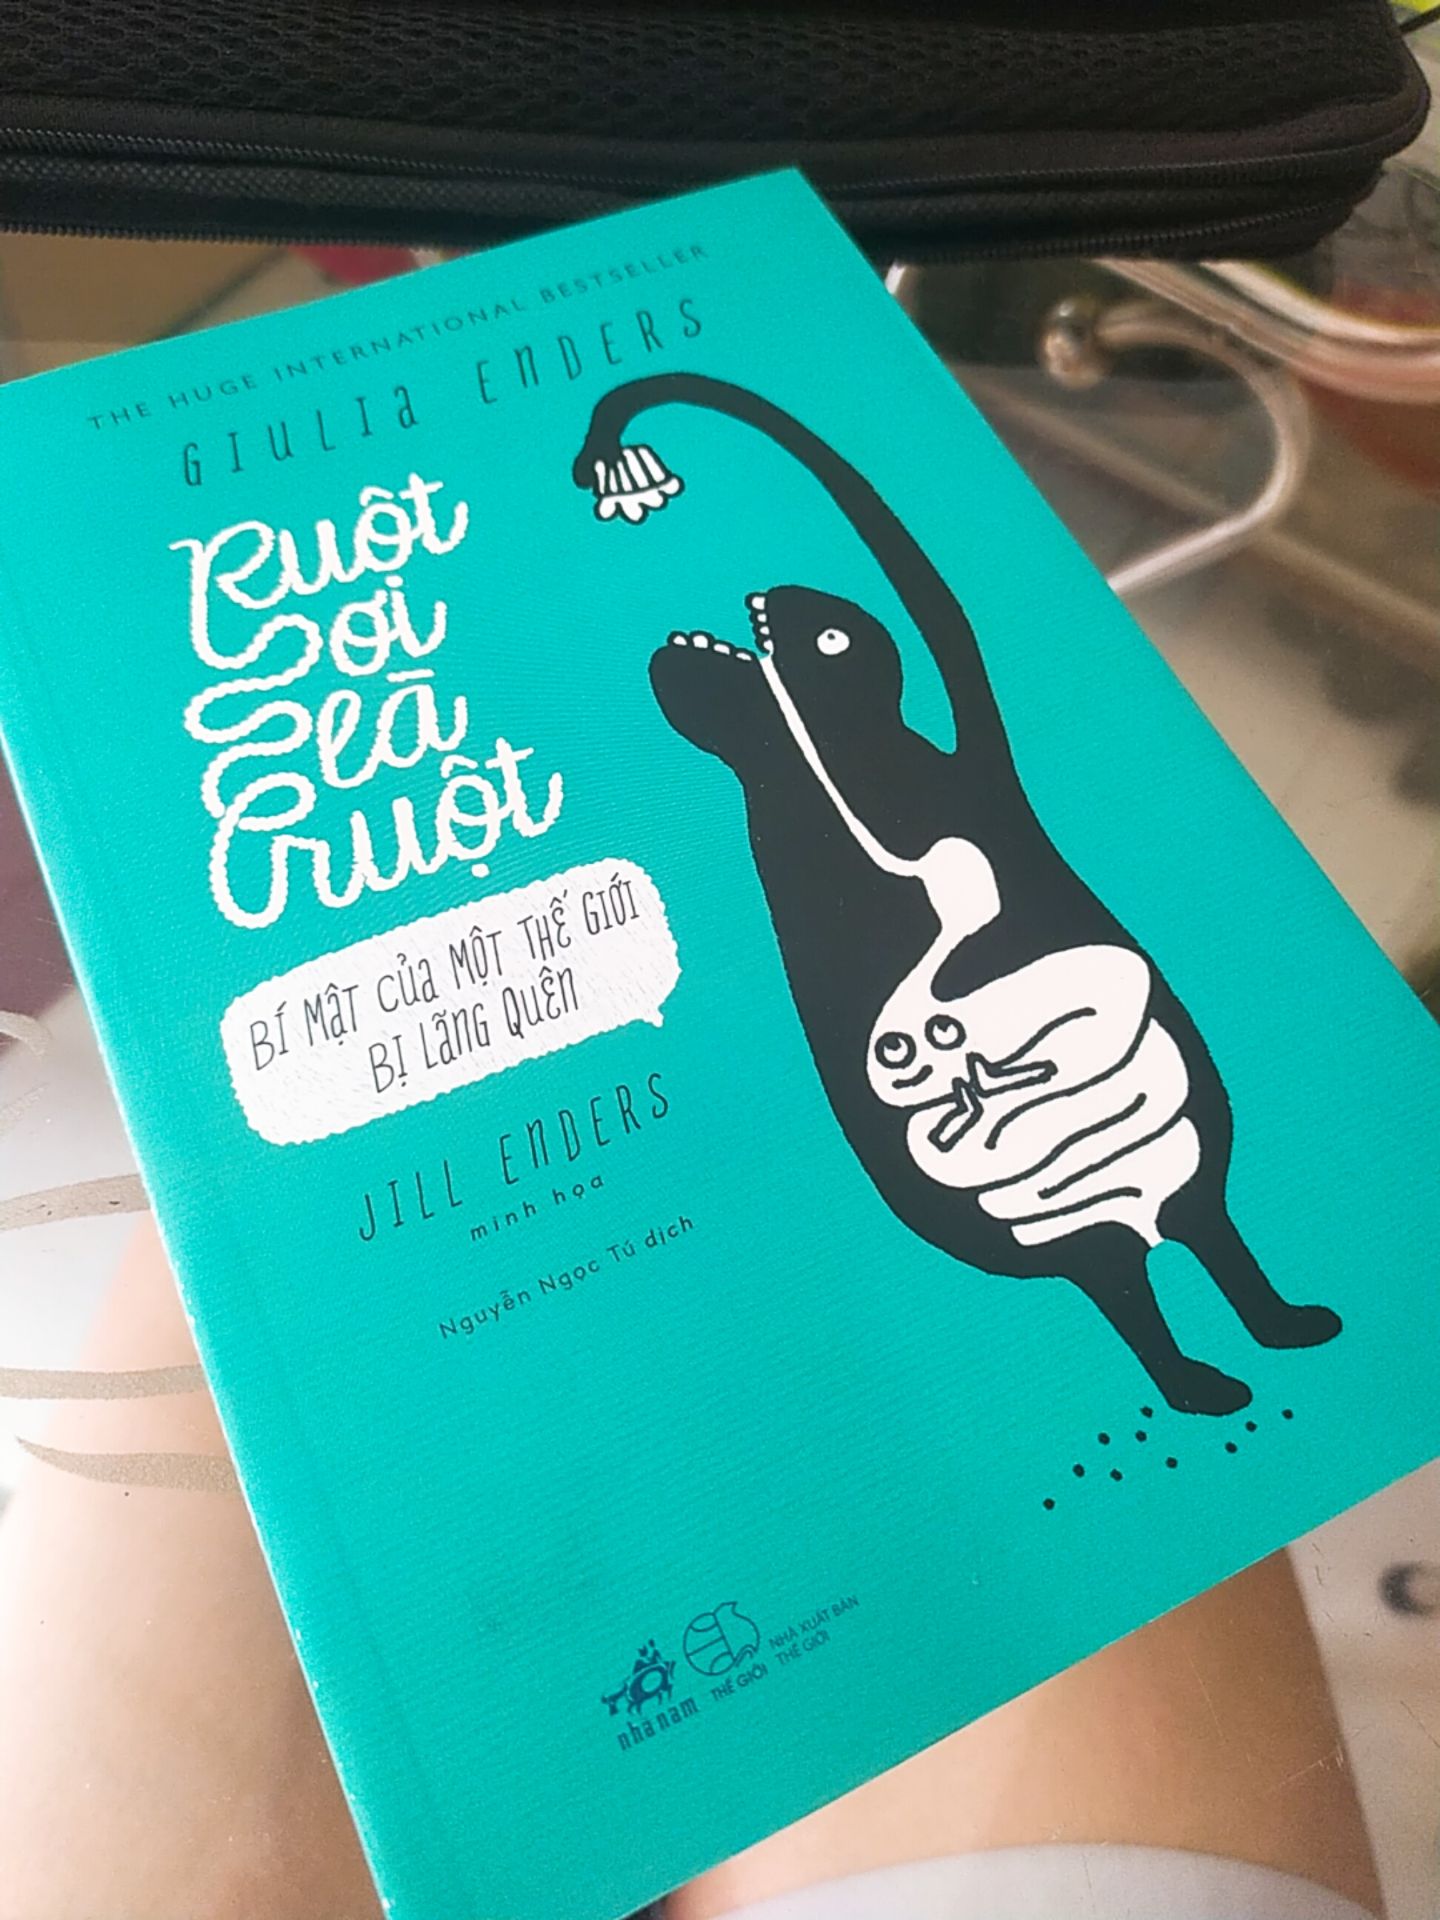 THE HUGE INTERNATIONAL BESTSELLER
GIULIA ENDERS
Ruột
ơi
là
ruột
BÍ MẬT CỦA MỘT THẾ GIỚI
BỊ LÃNG QUÊN
JILL ENDERS
minh họa
Nguyễn Ngọc Tú dịch
nhã nam
THẾ GIỚI
NHÀ XUẤT BẢN
THẾ GIỚI